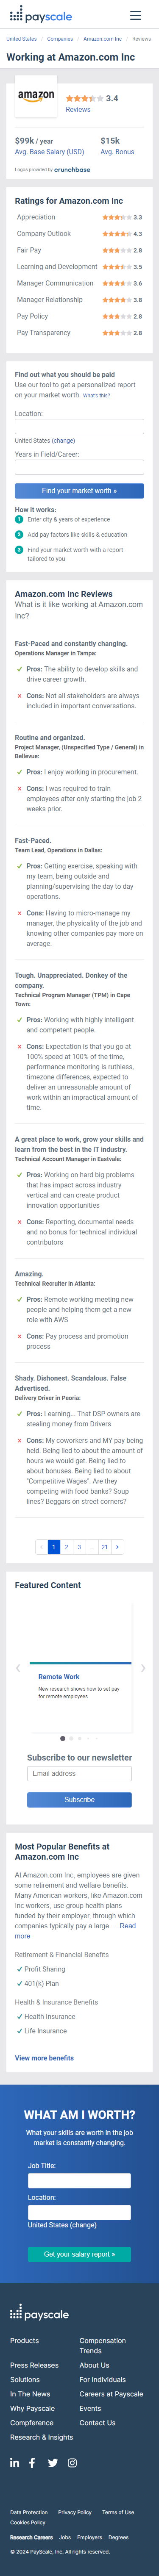 payscale
United States / Companies / Amazon.com Inc / Reviews
Working at Amazon.com Inc
amazon
3.4
Reviews
$99k / year
Avg. Base Salary (USD)
$15k
Avg. Bonus
Logos provided by crunchbase
Ratings for Amazon.com Inc
Appreciation 3.3
Company Outlook 4.3
Fair Pay 2.8
Learning and Development 3.5
Manager Communication 3.6
Manager Relationship 3.8
Pay Policy 2.8
Pay Transparency 2.8
Find out what you should be paid
Use our tool to get a personalized report
on your market worth. What's this?
Location:
United States (change)
Years in Field/Career:
Find your market worth »
How it works:
1 Enter city & years of experience
2 Add pay factors like skills & education
3 Find your market worth with a report
tailored to you
Amazon.com Inc Reviews
What is it like working at Amazon.com
Inc?
Fast-Paced and constantly changing.
Operations Manager in Tampa:
Pros: The ability to develop skills and
drive career growth.
Cons: Not all stakeholders are always
included in important conversations.
Routine and organized.
Project Manager, (Unspecified Type / General) in
Bellevue:
Pros: I enjoy working in procurement.
Cons: I was required to train
employees after only starting the job 2
weeks prior.
Fast-Paced.
Team Lead, Operations in Dallas:
Pros: Getting exercise, speaking with
my team, being outside and
planning/supervising the day to day
operations.
Cons: Having to micro-manage my
manager, the physicality of the job and
knowing other companies pay more on
average.
Tough. Unappreciated. Donkey of the
company.
Technical Program Manager (TPM) in Cape
Town:
Pros: Working with highly intelligent
and competent people.
Cons: Expectation is that you go at
100% speed at 100% of the time,
performance monitoring is ruthless,
timezone differences, expected to
deliver an unreasonable amount of
work within an impractical amount of
time.
A great place to work, grow your skills and
learn from the best in the IT industry.
Technical Account Manager in Eastvale:
Pros: Working on hard big problems
that has impact across industry
vertical and can create product
innovation opportunities
Cons: Reporting, documental needs
and no bonus for technical individual
contributors
Amazing.
Technical Recruiter in Atlanta:
Pros: Remote working meeting new
people and helping them get a new
role with AWS
Cons: Pay process and promotion
process
Shady. Dishonest. Scandalous. False
Advertised.
Delivery Driver in Peoria:
Pros: Learning... That DSP owners are
stealing money from Drivers
Cons: My coworkers and MY pay being
held. Being lied to about the amount of
hours we would get. Being lied to
about bonuses. Being lied to about
"Competitive Wages". Are they
competing with food banks? Soup
lines? Beggars on street corners?
1 2 3 ... 21
Featured Content
Remote Work
New research shows how to set pay
for remote employees
Subscribe to our newsletter
Email address
Subscribe
Most Popular Benefits at
Amazon.com Inc
At Amazon.com Inc, employees are given
some retirement and welfare benefits.
Many American workers, like Amazon.com
Inc workers, use group health plans
funded by their employer, through which
companies typically pay a large ... Read
more
Retirement & Financial Benefits
Profit Sharing
401(k) Plan
Health & Insurance Benefits
Health Insurance
Life Insurance
View more benefits
WHAT AM I WORTH?
What your skills are worth in the job
market is constantly changing.
Job Title:
Location:
United States (change)
Get your salary report »
payscale
Products
Compensation
Trends
Press Releases
About Us
Solutions
For Individuals
In The News
Careers at Payscale
Why Payscale
Events
Compference
Contact Us
Research & Insights
Data Protection Privacy Policy Terms of Use
Cookies Policy
Research Careers Jobs Employers Degrees
© 2024 PayScale, Inc. All rights reserved.